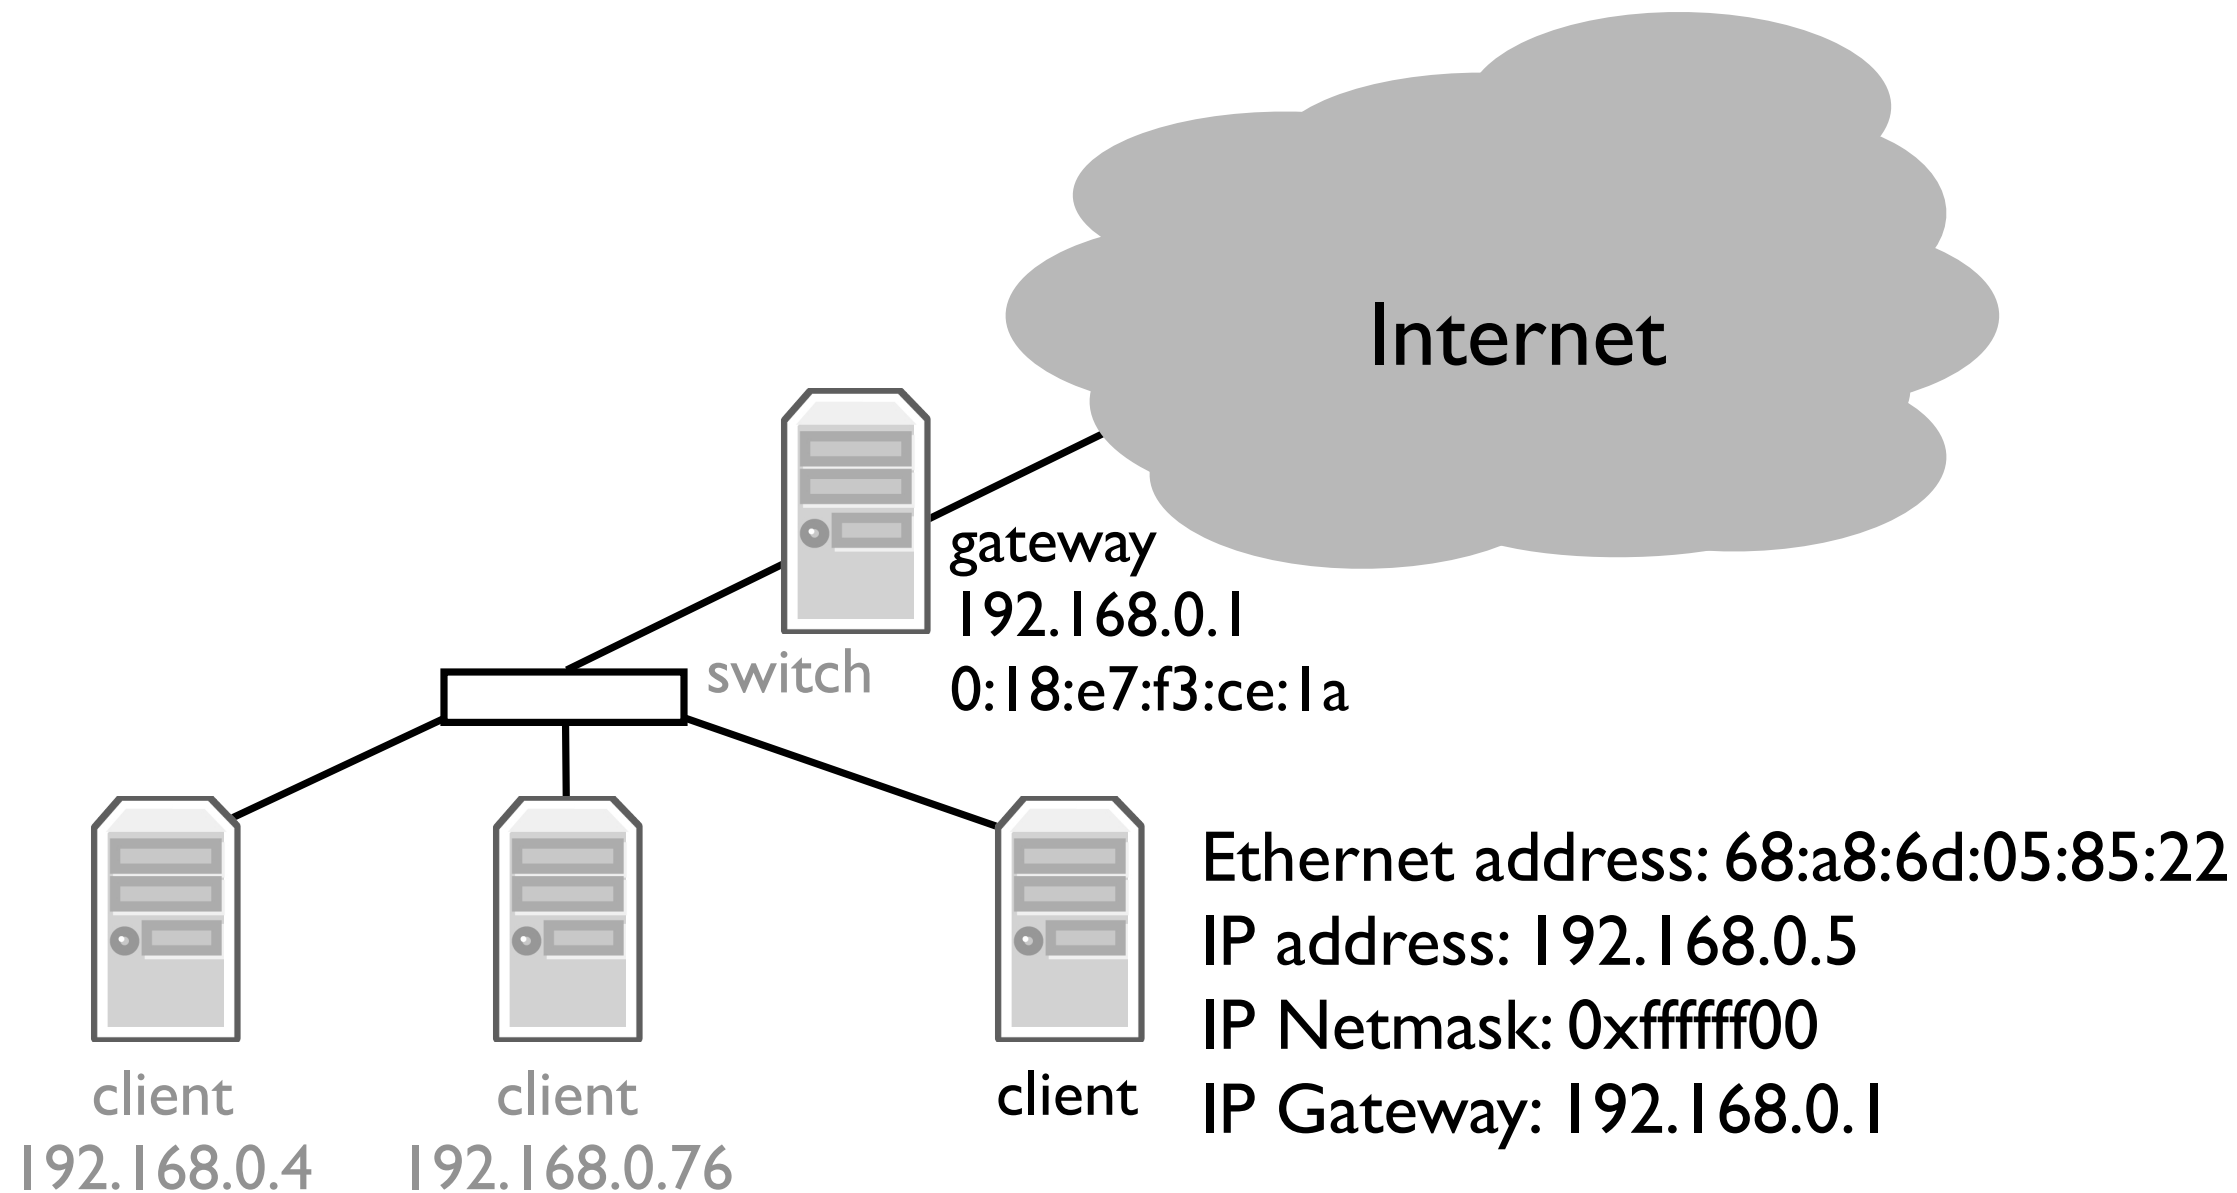 Internet
gateway
192.168.0.1
0:18:e7:f3:ce:1a
switch
Ethernet address: 68:a8:6d:05:85:22
IP address: 192.168.0.5
IP Netmask: 0xffffff00
IP Gateway: 192.168.0.1
client
192.168.0.4
client
192.168.0.76
client